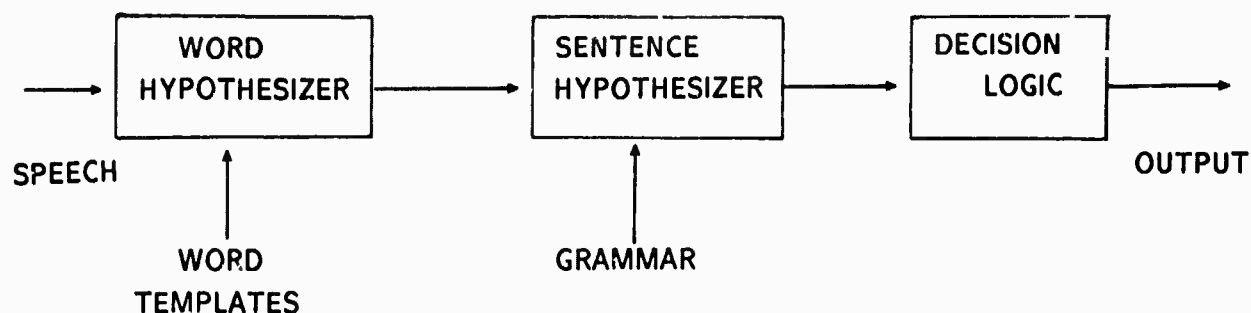 WORD
HYPOTHESIZER
SENTENCE
HYPOTHESIZER
DECISION
LOGIC
SPEECH
OUTPUT
WORD
TEMPLATES
GRAMMAR